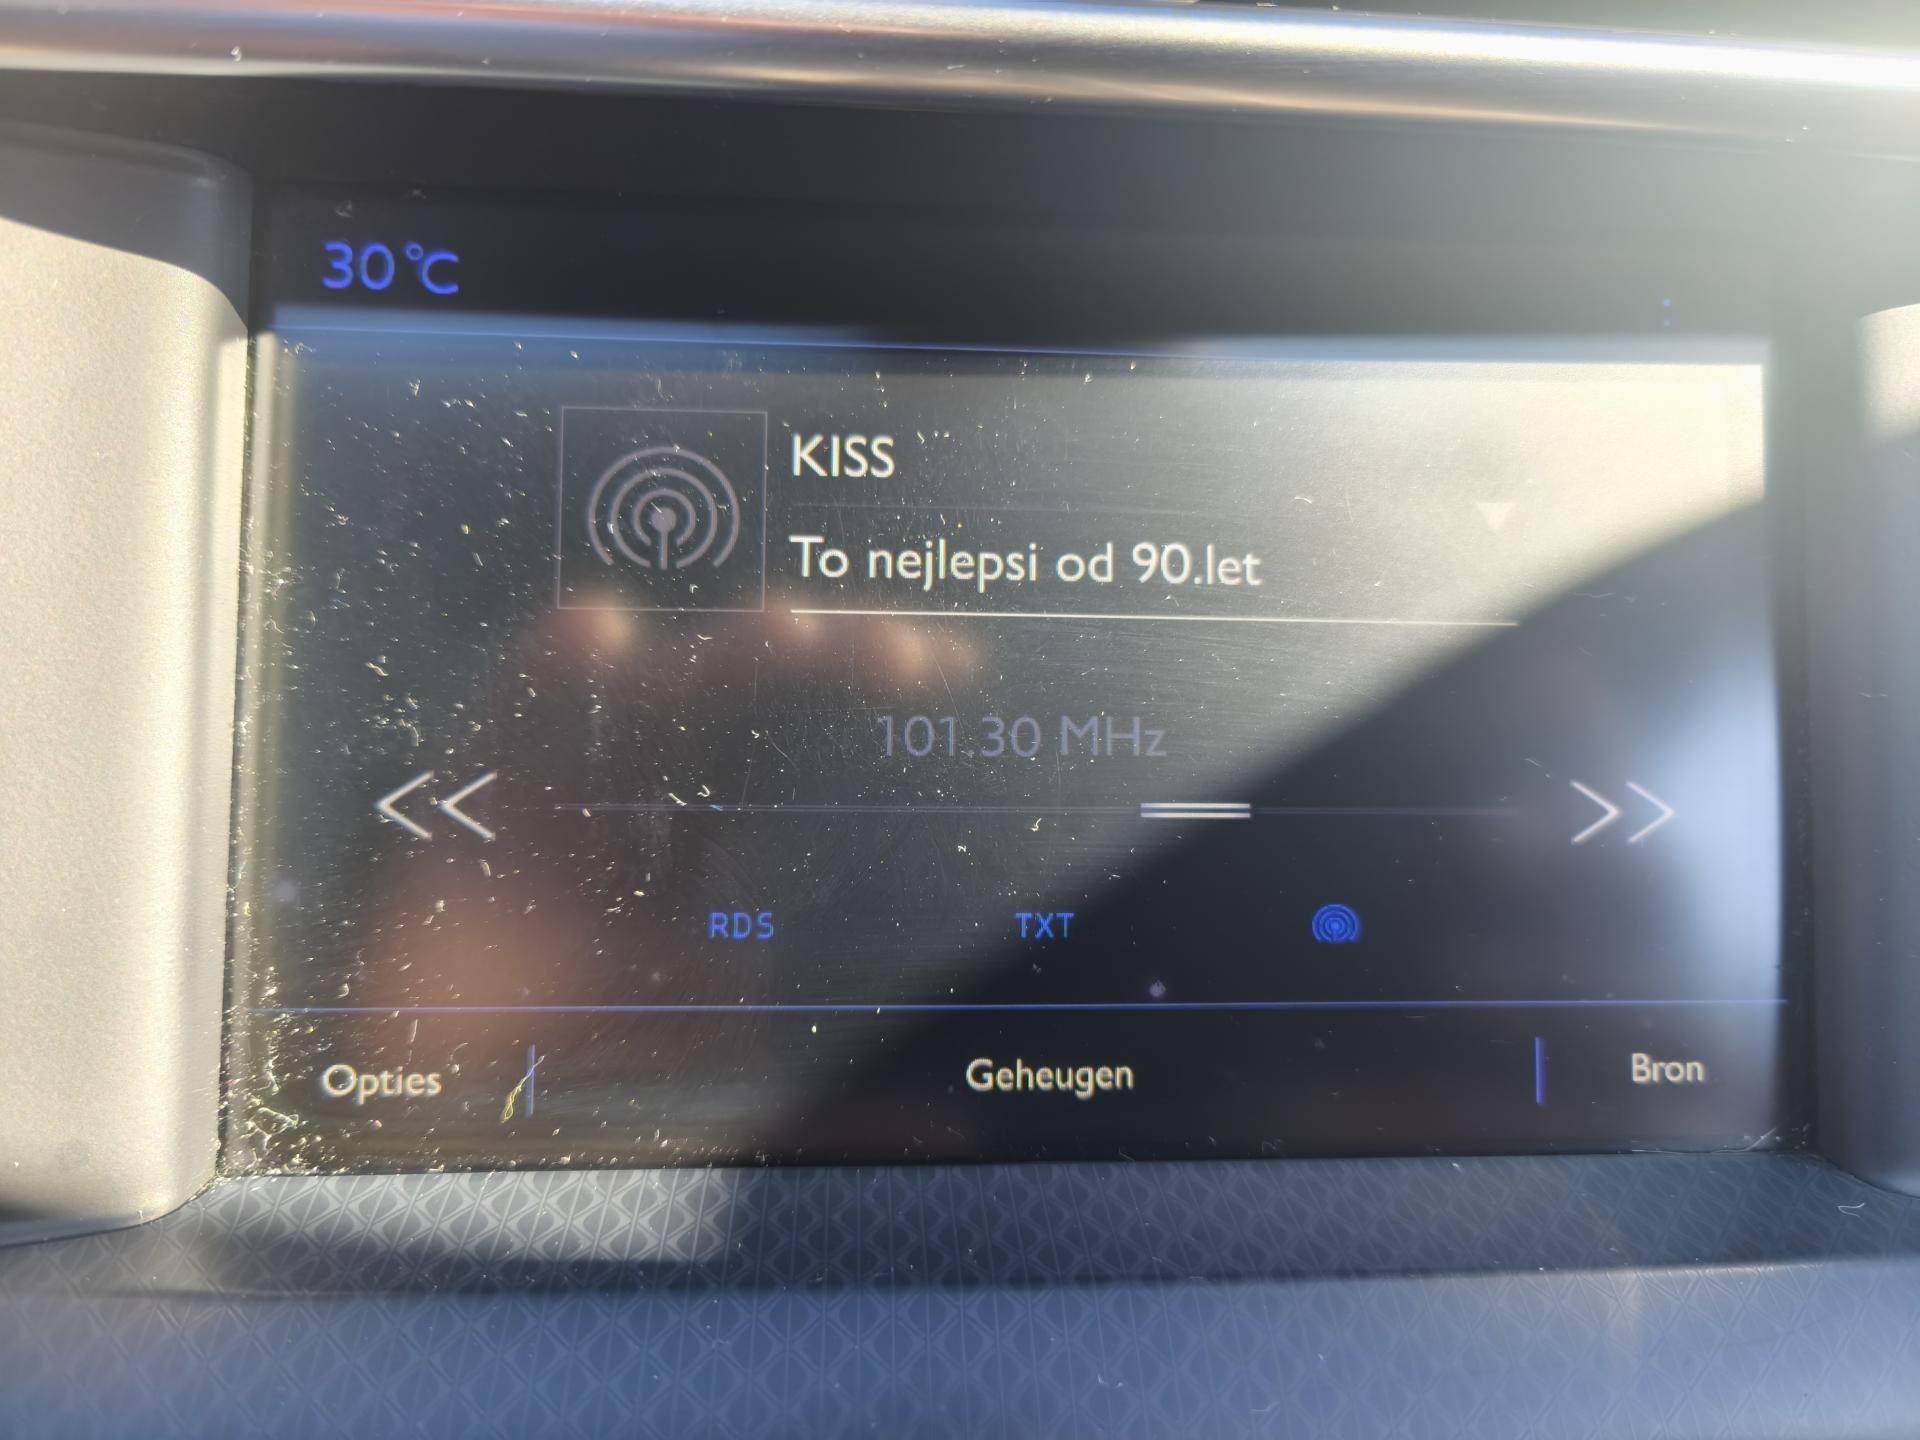 30°C
KISS
To nejlepsi od 90.let
101.30 MHz
RDS TXT
Opties Geheugen Bron